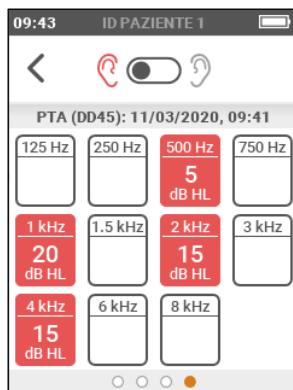 09:43 ID PAZIENTE 1
PTA (DD45): 11/03/2020, 09:41
125 Hz 250 Hz 500 Hz 750 Hz
5
dB HL
1 kHz 1.5 kHz 2 kHz 3 kHz
20 15
dB HL dB HL
4 kHz 6 kHz 8 kHz
15
dB HL